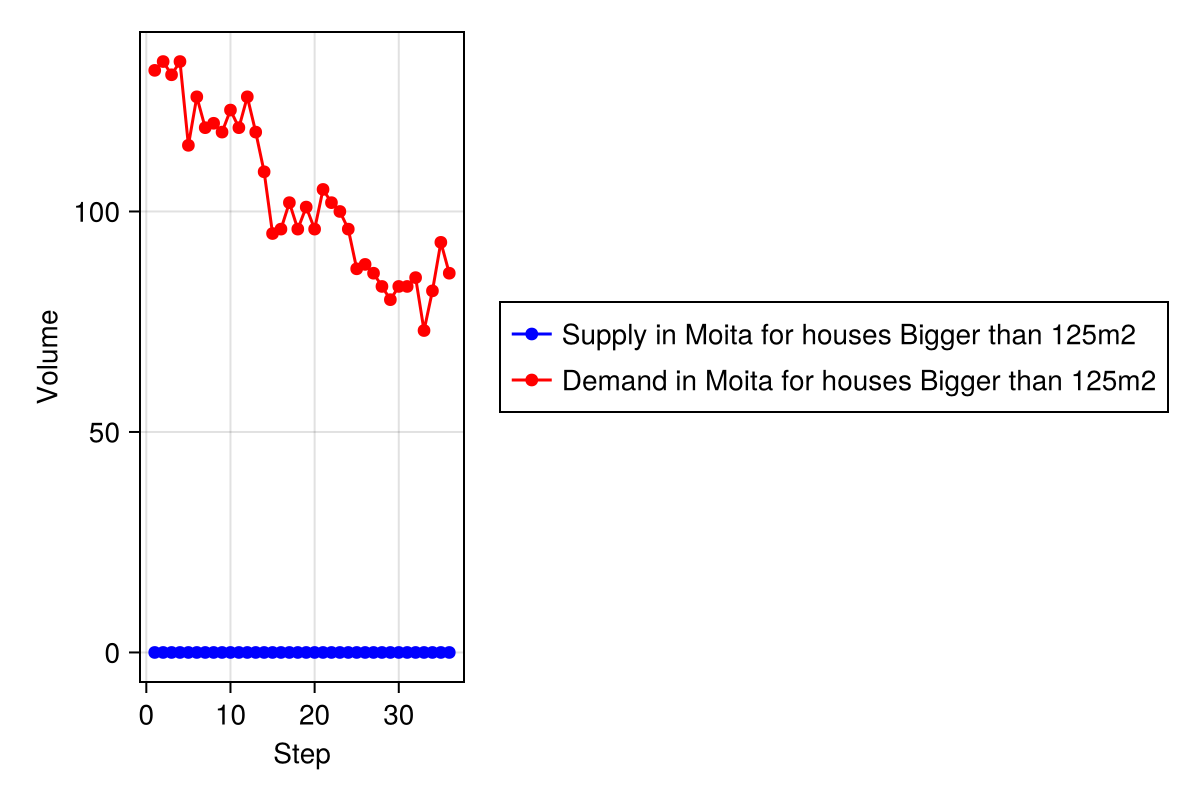 Volume
100
50
0
0 10 20 30
Step
Supply in Moita for houses Bigger than 125m2
Demand in Moita for houses Bigger than 125m2